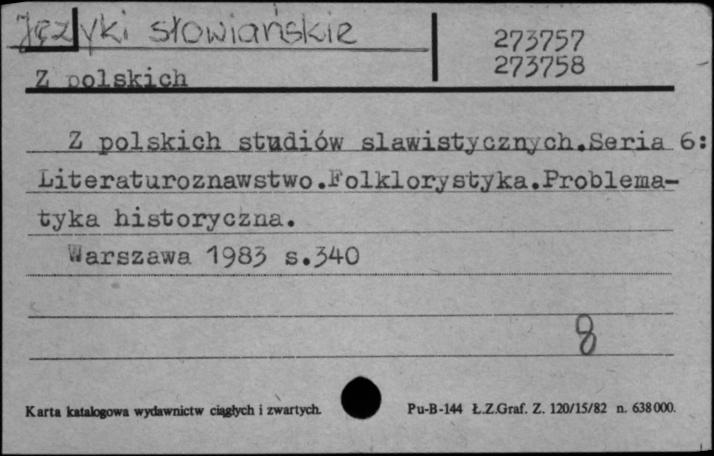 Języki słowiańskie
273757
273758
Z polskich
Z polskich studiów slawistycznych.Seria 6:
Literaturoznawstwo.Folklorystyka.Problema-
tyka historyczna.
Warszawa 1983 s.340
8
Karta katalogowa wydawnictw ciągłych i zwartych.
Pu-B-144 Ł.Z.Graf. Z. 120/15/82 n. 638000.